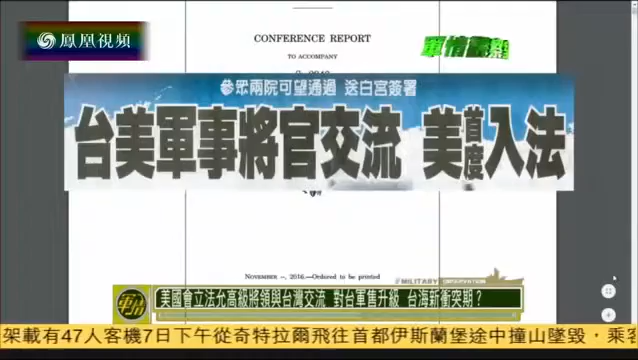 鳳凰視頻
CONFERENCE REPORT
軍情觀察
TO ACCOMPANY
參眾兩院可望通過 送白宮簽署
台美軍事將官交流 美首度入法
NOVEMBER –, 2016.—Ordered to be printed
MILITARY OBSERVATION
軍情
美國會立法允高級將領與台灣交流 對台軍售升級 台海新衝突期？
架載有47人客機7日下午從奇特拉爾飛往首都伊斯蘭堡途中撞山墜毀，乘客